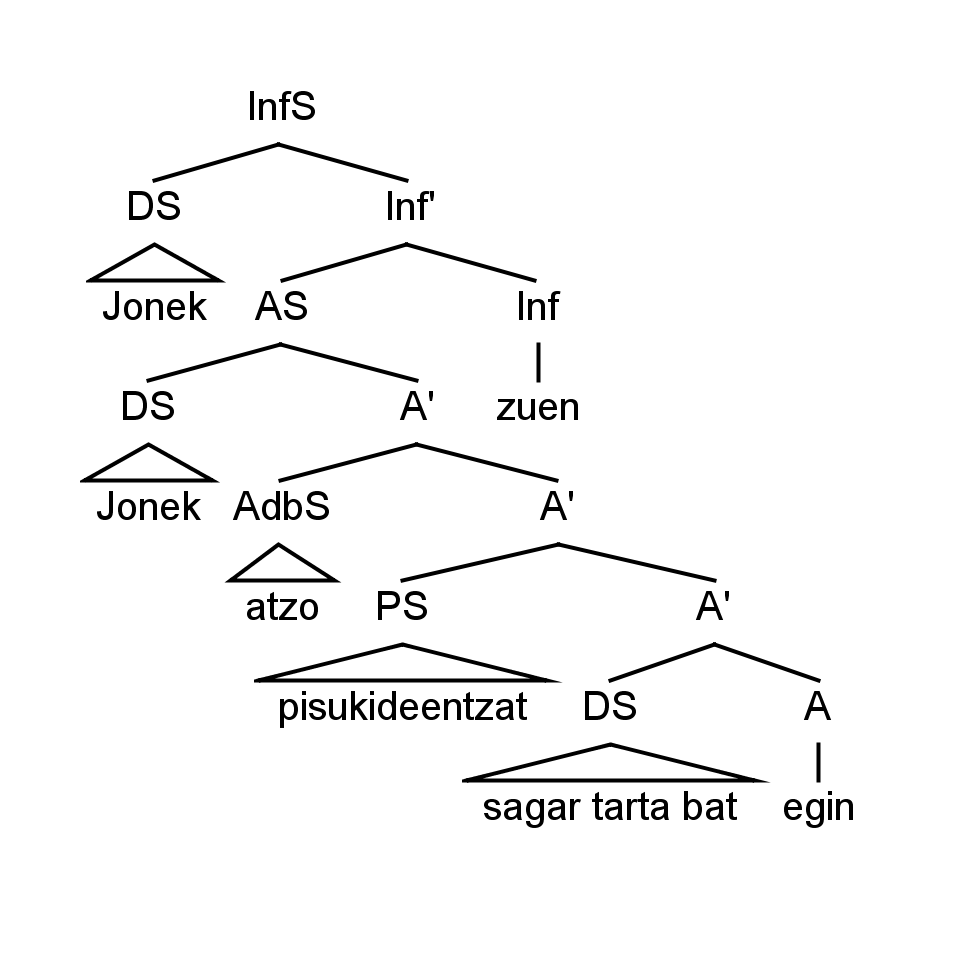 InfS
DS Inf'
Jonek AS Inf
DS A' zuen
Jonek AdbS A'
atzo PS A'
pisukideentzat DS A
sagar tarta bat egin